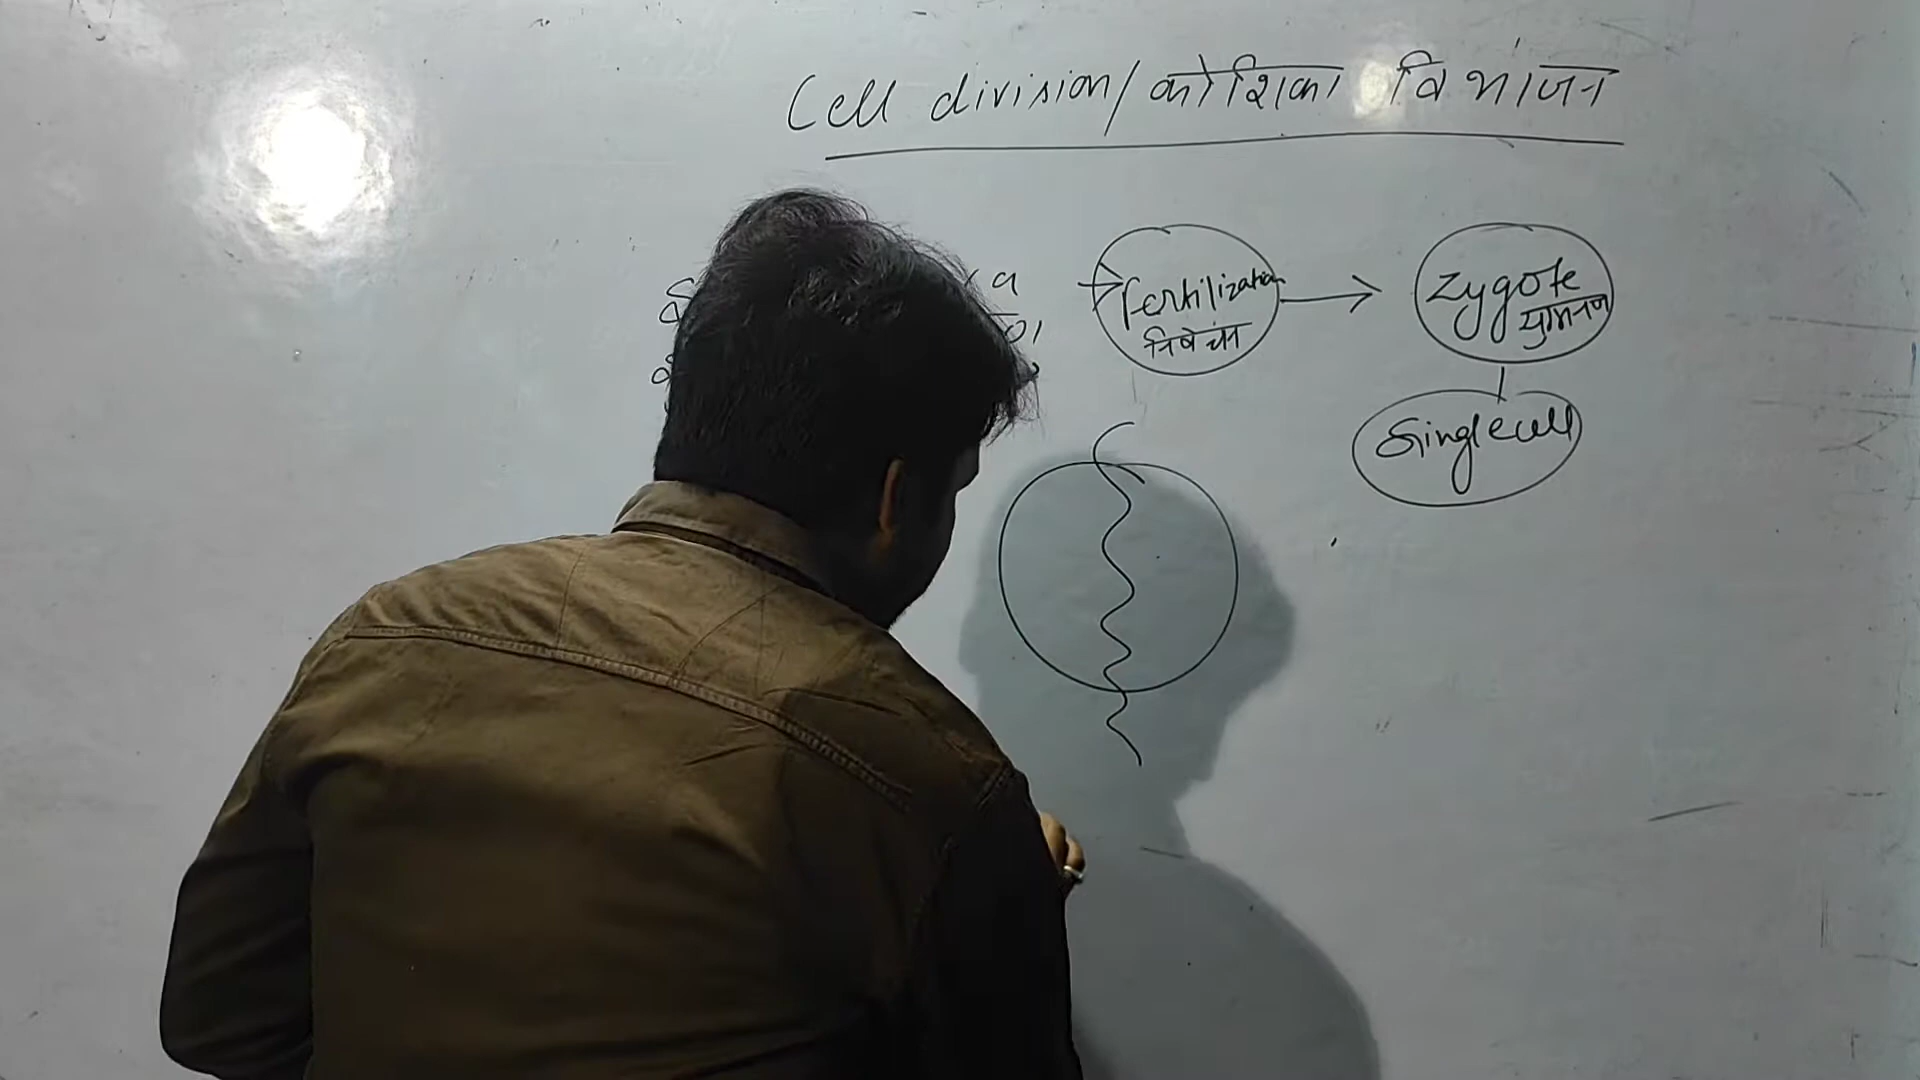 Cell division/कोशिका विभाजन
fertilization
निषेचन
Zygote
युग्मनज
Single cell